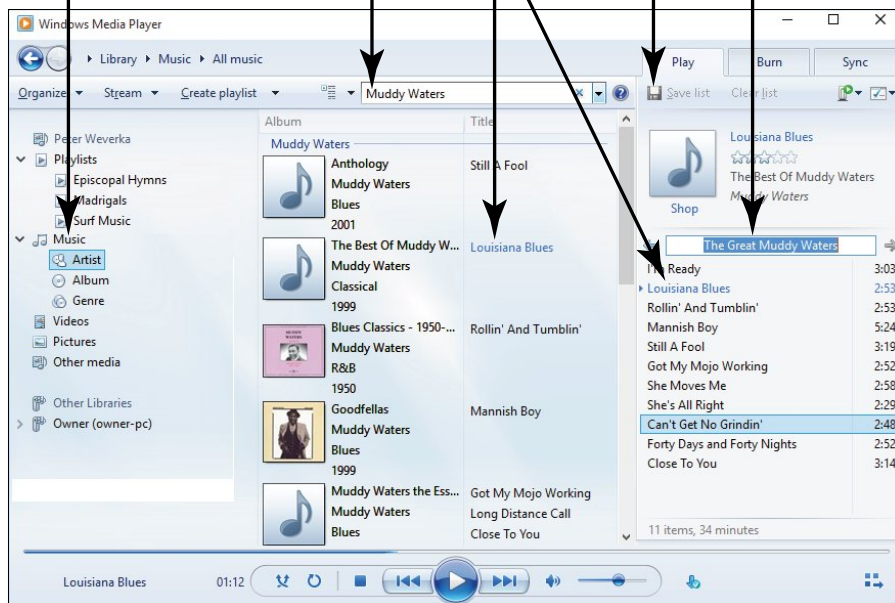 Windows Media Player
Library Music All music
Play Burn Sync
Organize Stream Create playlist
Muddy Waters
Save list Clear list
Peter Weverka
Playlists
Episcopal Hymns
Madrigals
Surf Music
Music
Artist
Album
Genre
Videos
Pictures
Other media
Other Libraries
Owner (owner-pc)
Album Title
Muddy Waters
Anthology Still A Fool
Muddy Waters
Blues
2001
The Best Of Muddy W... Louisiana Blues
Muddy Waters
Classical
1999
Blues Classics - 1950-... Rollin' And Tumblin'
Muddy Waters
R&B
1950
Goodfellas Mannish Boy
Muddy Waters
Blues
1999
Muddy Waters the Ess... Got My Mojo Working
Muddy Waters Long Distance Call
Blues Close To You
Louisiana Blues
The Best Of Muddy Waters
Muddy Waters
Shop
The Great Muddy Waters
I'm Ready 3:03
Louisiana Blues 2:53
Rollin' And Tumblin' 2:53
Mannish Boy 5:24
Still A Fool 3:19
Got My Mojo Working 2:52
She Moves Me 2:58
She's All Right 2:29
Can't Get No Grindin' 2:48
Forty Days and Forty Nights 2:52
Close To You 3:14
11 items, 34 minutes
Louisiana Blues 01:12